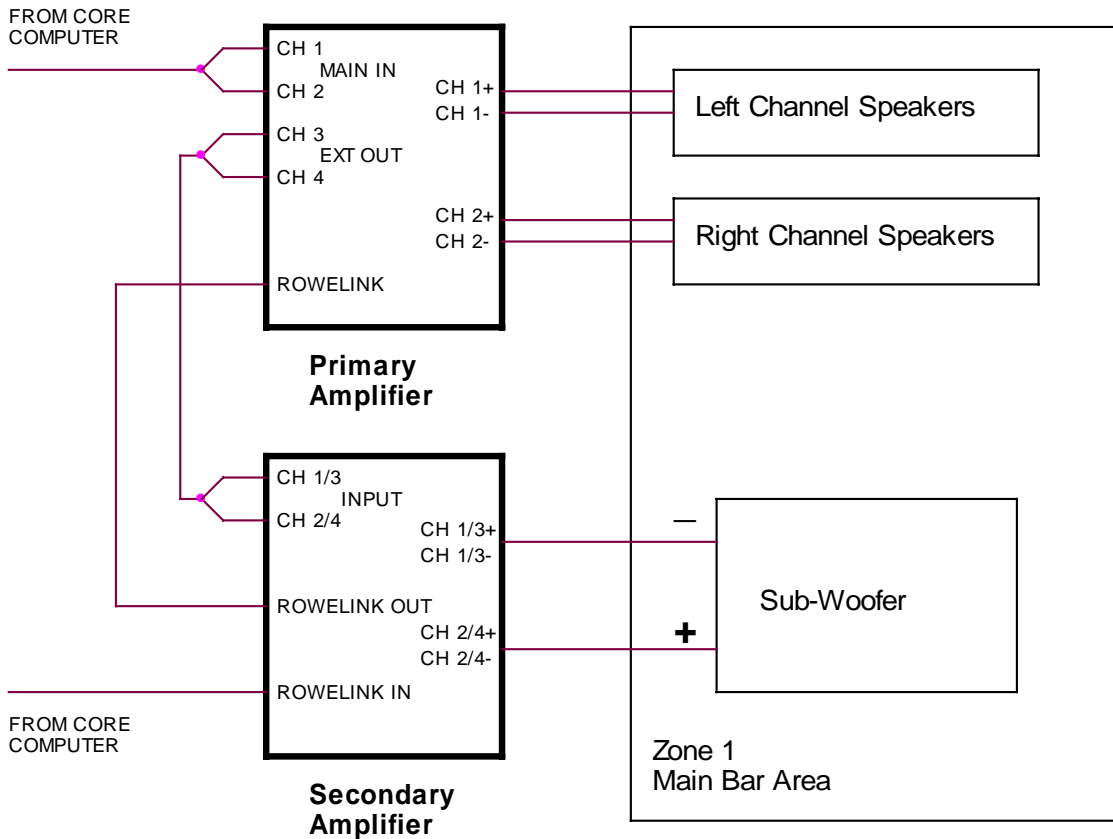 FROM CORE
COMPUTER
CH 1
MAIN IN
CH 2
CH 3
EXT OUT
CH 4
ROWELINK
CH 1+
CH 1-
CH 2+
CH 2-
Primary
Amplifier
Left Channel Speakers
Right Channel Speakers
CH 1/3
INPUT
CH 2/4
ROWELINK OUT
ROWELINK IN
CH 1/3+
CH 1/3-
CH 2/4+
CH 2/4-
Secondary
Amplifier
FROM CORE
COMPUTER
–
+
Sub-Woofer
Zone 1
Main Bar Area